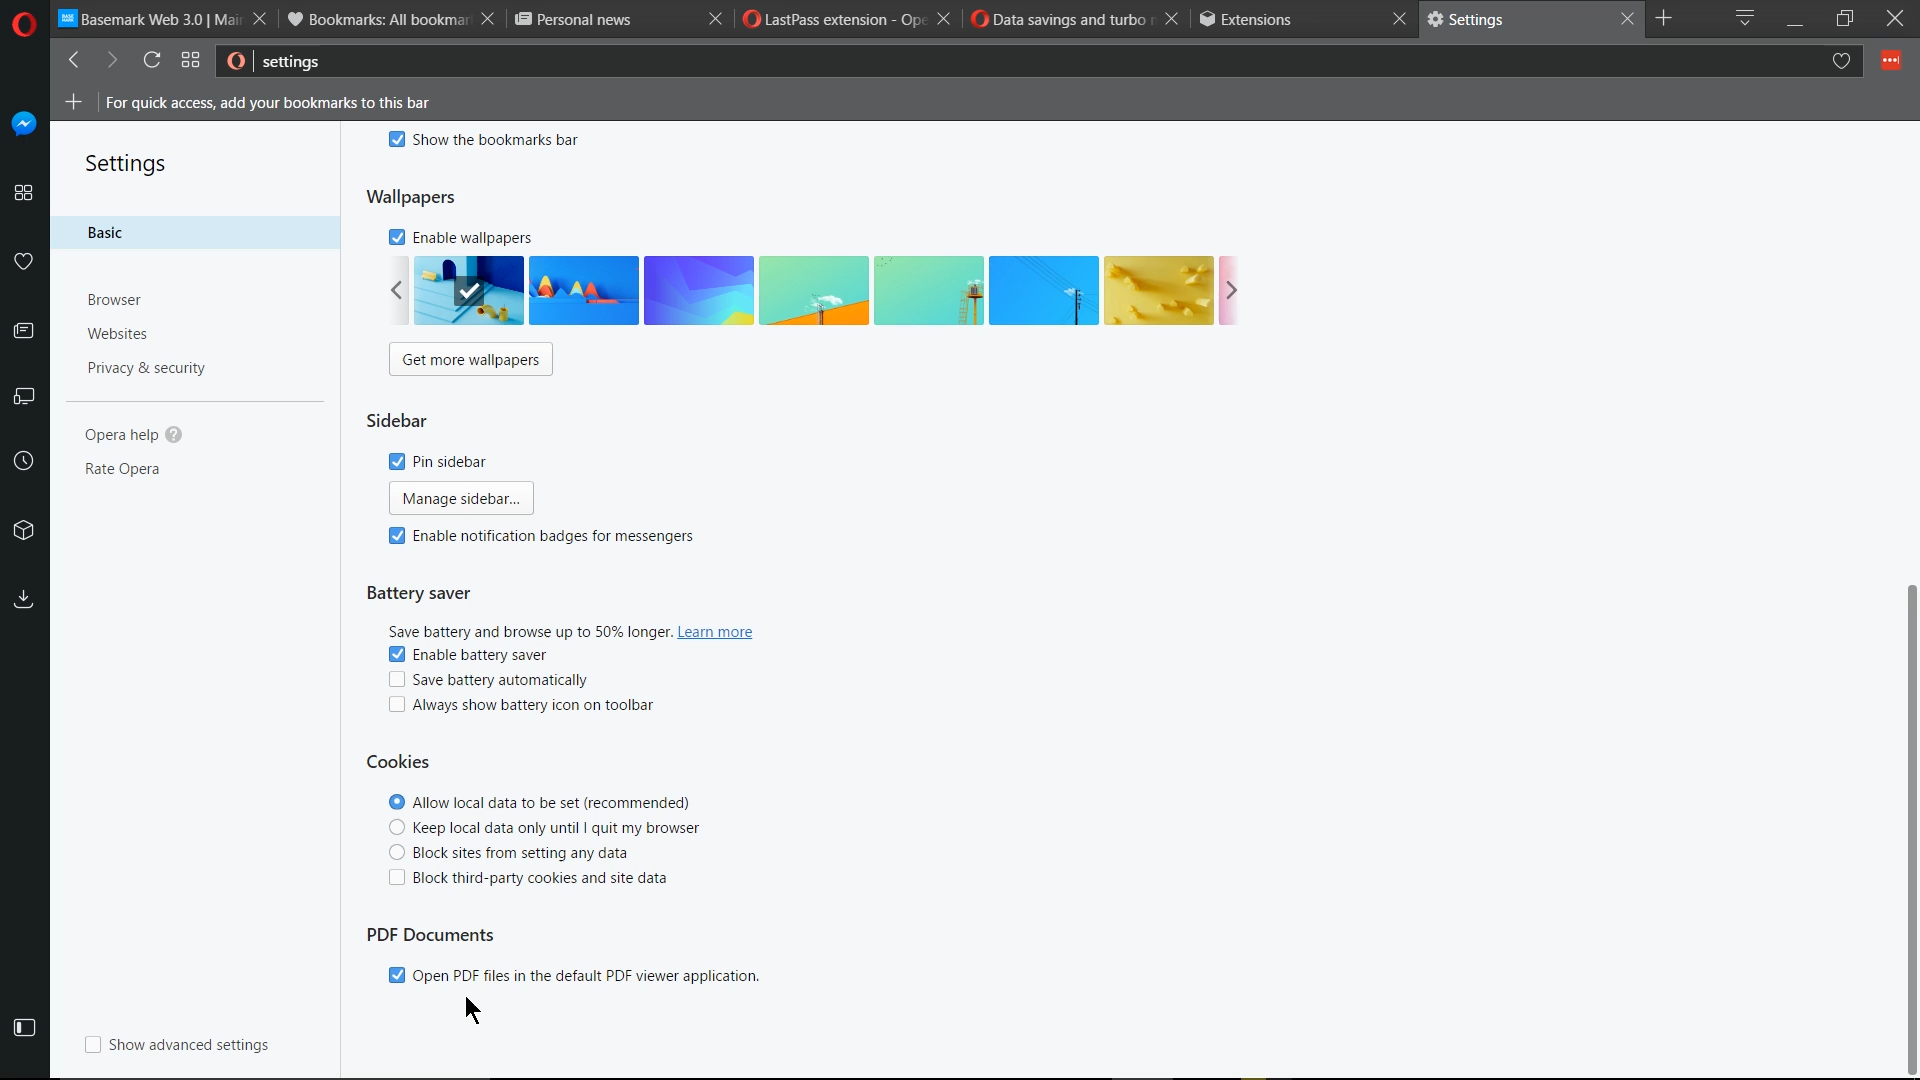 Basemark Web 3.0 | Mai
Bookmarks: All bookmar
Personal news
LastPass extension - Ope
Data savings and turbo
Extensions
Settings
settings
For quick access, add your bookmarks to this bar
Settings
Basic
Browser
Websites
Privacy & security
Opera help ?
Rate Opera
Show advanced settings
Show the bookmarks bar
Wallpapers
Enable wallpapers
Get more wallpapers
Sidebar
Pin sidebar
Manage sidebar...
Enable notification badges for messengers
Battery saver
Save battery and browse up to 50% longer. Learn more
Enable battery saver
Save battery automatically
Always show battery icon on toolbar
Cookies
Allow local data to be set (recommended)
Keep local data only until I quit my browser
Block sites from setting any data
Block third-party cookies and site data
PDF Documents
Open PDF files in the default PDF viewer application.